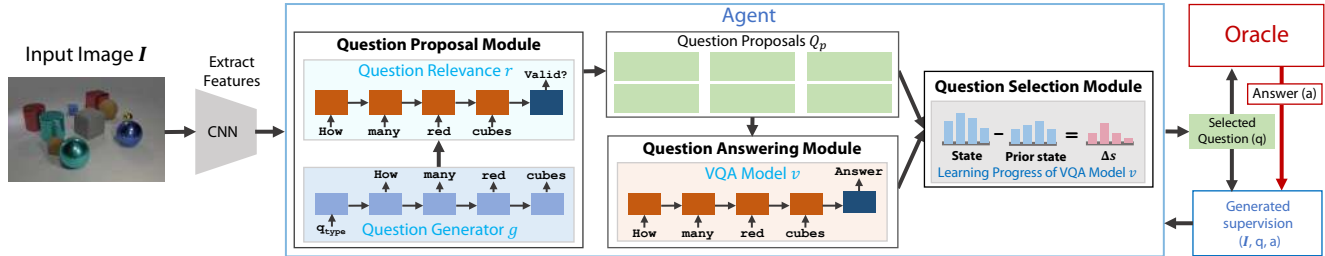 Agent
Input Image I
Extract
Features
CNN
Question Proposal Module
Question Relevance r
Valid?
How many red cubes
How many red cubes
q_type
Question Generator g
Question Proposals Q_p
Question Answering Module
VQA Model v
Answer
How many red cubes
Question Selection Module
State − Prior state = Δs
Learning Progress of VQA Model v
Oracle
Answer (a)
Selected
Question (q)
Generated
supervision
(I, q, a)